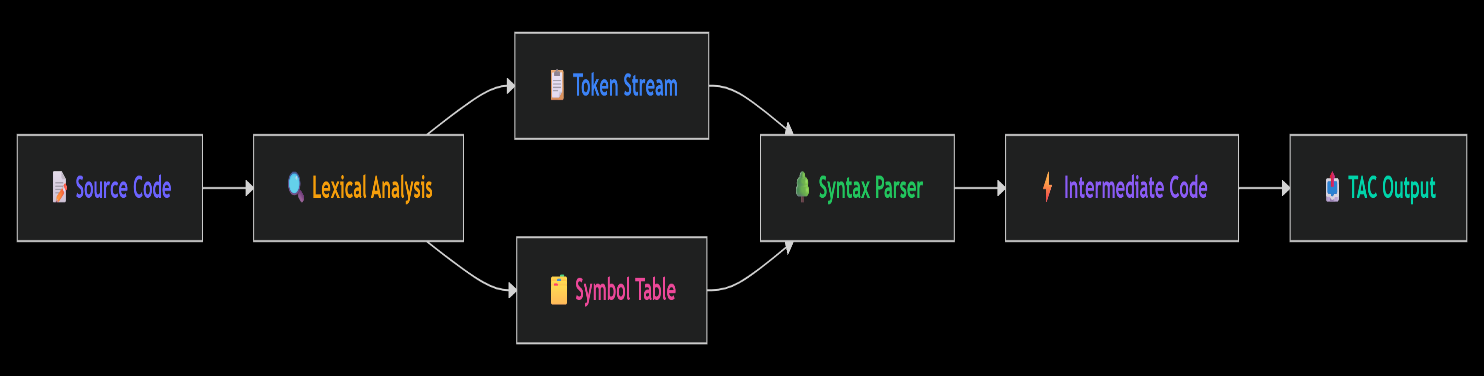 Source Code
Lexical Analysis
Token Stream
Symbol Table
Syntax Parser
Intermediate Code
TAC Output